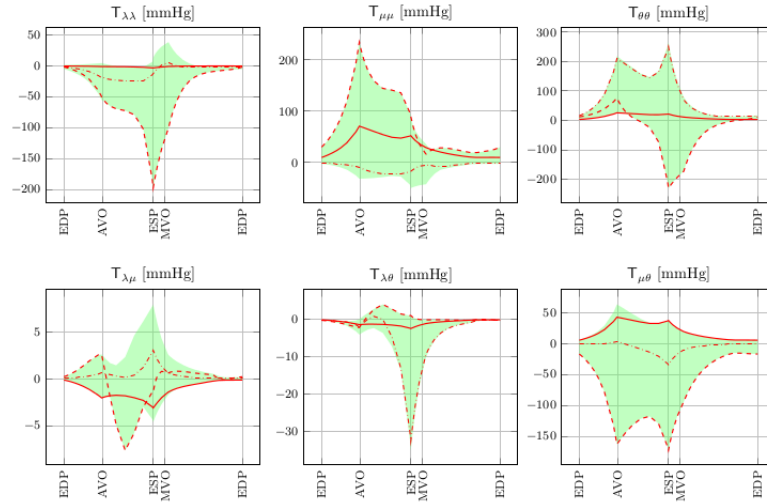 T_λλ [mmHg]
50
0
−50
−100
−150
−200
EDP
AVO
ESP
MVO
EDP
T_μμ [mmHg]
200
100
0
EDP
AVO
ESP
MVO
EDP
T_θθ [mmHg]
300
200
100
0
−100
−200
EDP
AVO
ESP
MVO
EDP
T_λμ [mmHg]
5
0
−5
EDP
AVO
ESP
MVO
EDP
T_λθ [mmHg]
0
−10
−20
−30
EDP
AVO
ESP
MVO
EDP
T_μθ [mmHg]
50
0
−50
−100
−150
EDP
AVO
ESP
MVO
EDP